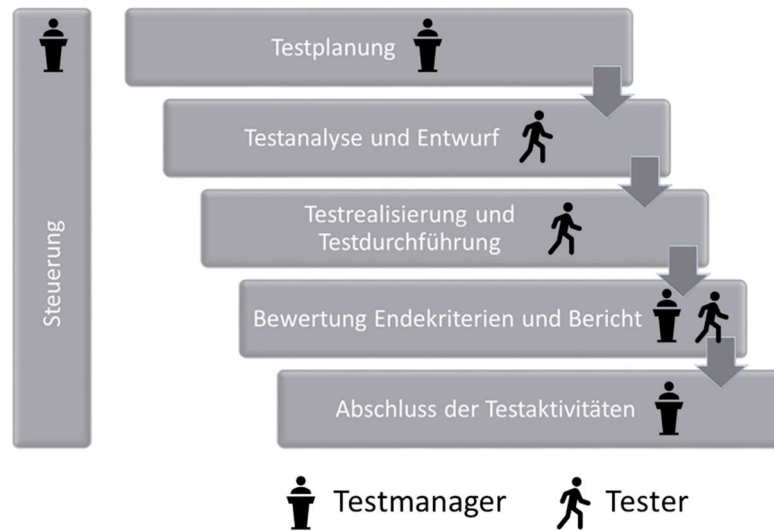 Steuerung
Testplanung
Testanalyse und Entwurf
Testrealisierung und
Testdurchführung
Bewertung Endekriterien und Bericht
Abschluss der Testaktivitäten
Testmanager
Tester